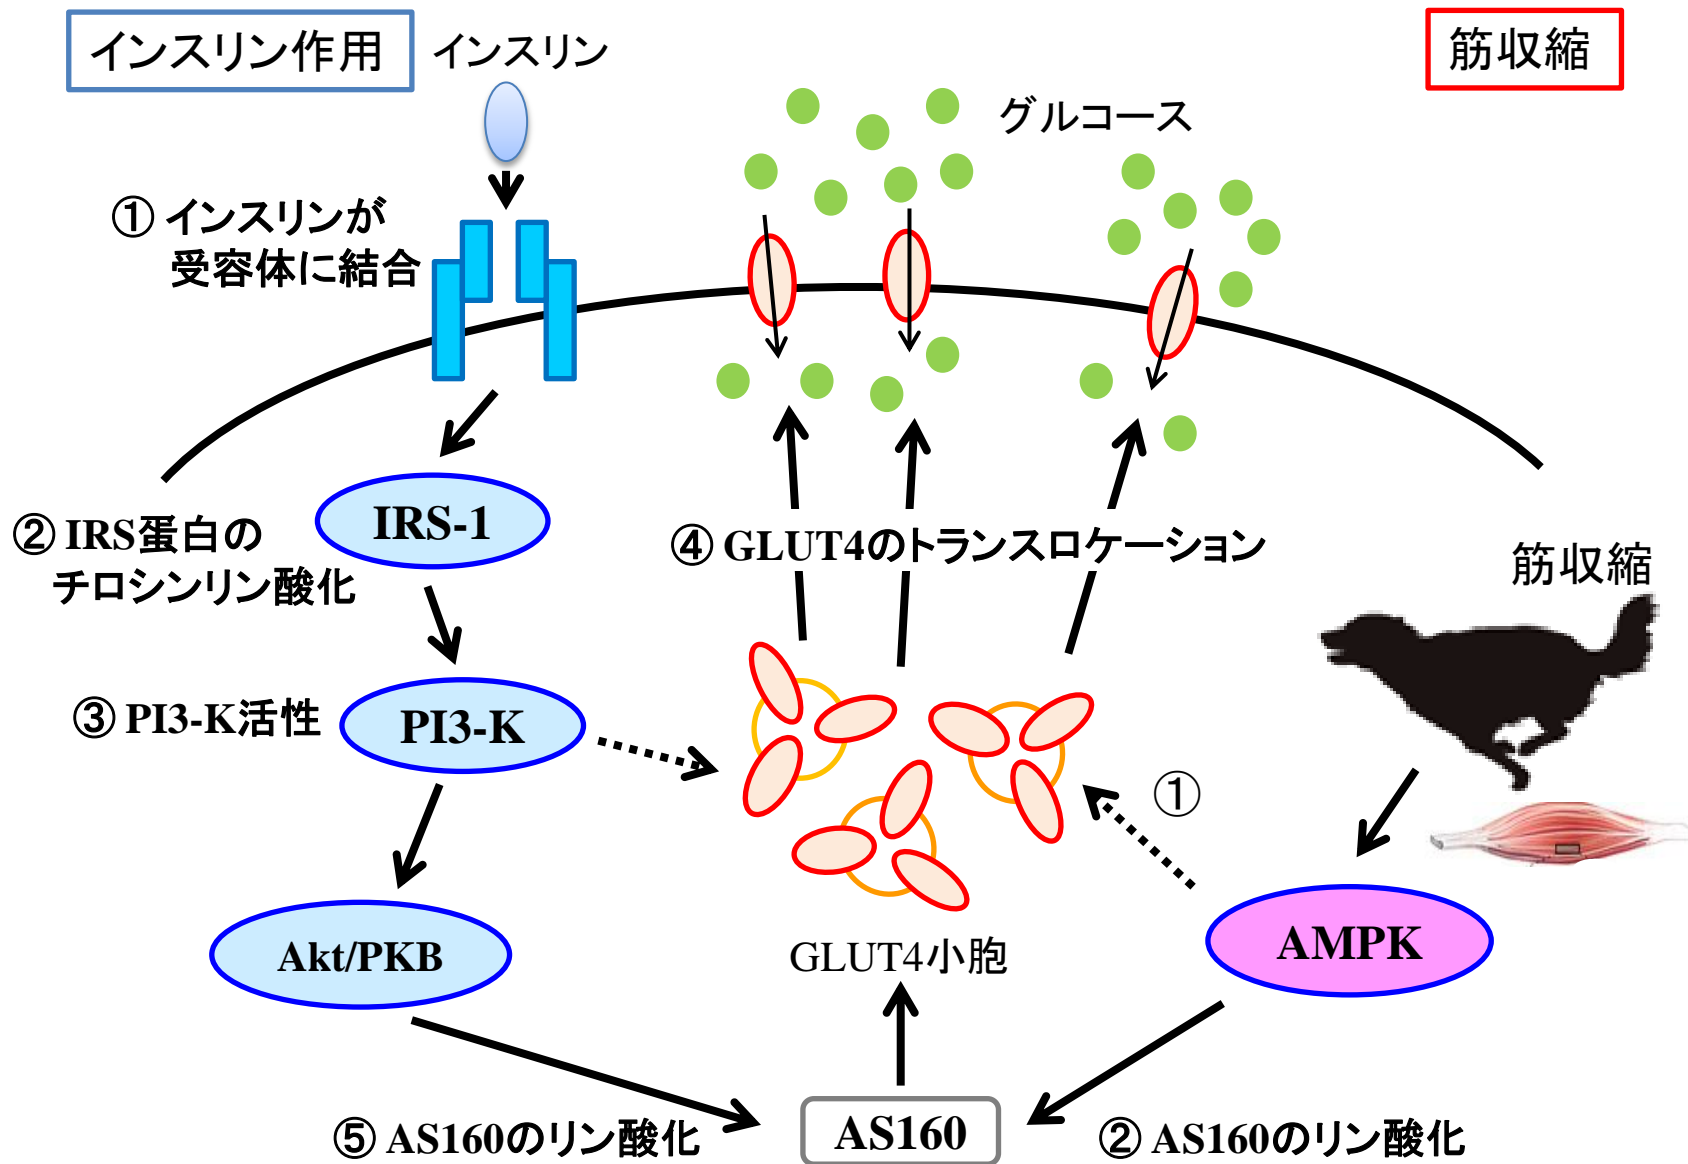 インスリン作用
インスリン
筋収縮
グルコース
① インスリンが
受容体に結合
IRS-1
② IRS蛋白の
チロシンリン酸化
④ GLUT4のトランスロケーション
筋収縮
③ PI3-K活性
PI3-K
①
Akt/PKB
GLUT4小胞
AMPK
⑤ AS160のリン酸化
AS160
② AS160のリン酸化